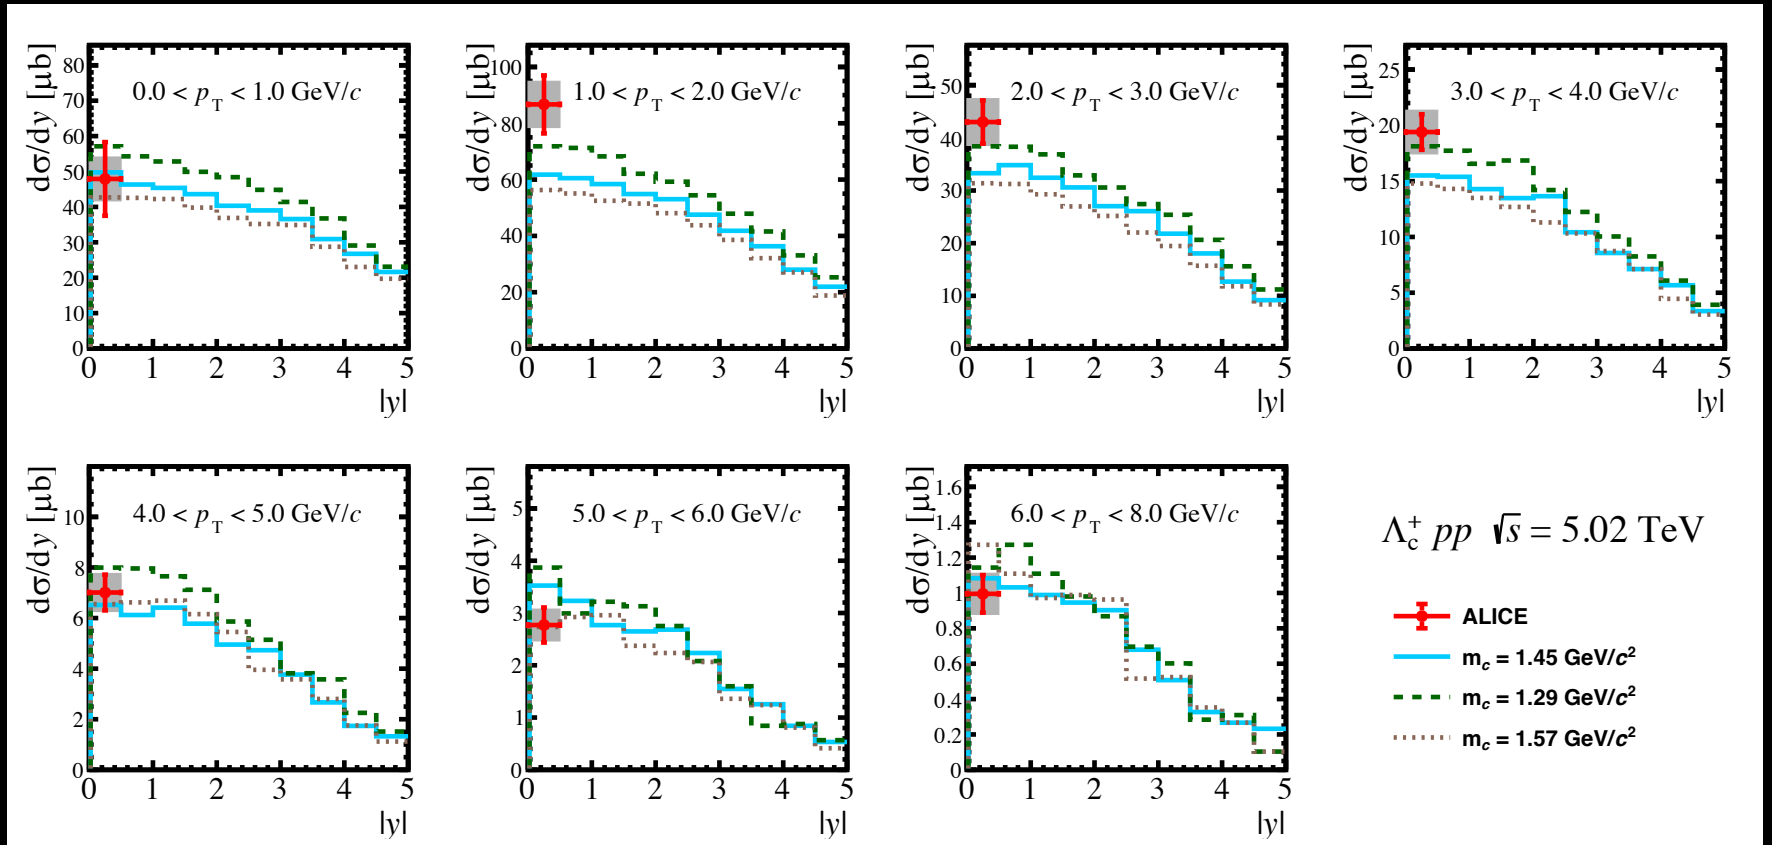 dσ/dy [μb]
0.0 < p_T < 1.0 GeV/c
80
70
60
50
40
30
20
10
0
0 1 2 3 4 5
|y|
dσ/dy [μb]
1.0 < p_T < 2.0 GeV/c
100
80
60
40
20
0
0 1 2 3 4 5
|y|
dσ/dy [μb]
2.0 < p_T < 3.0 GeV/c
50
40
30
20
10
0
0 1 2 3 4 5
|y|
dσ/dy [μb]
3.0 < p_T < 4.0 GeV/c
25
20
15
10
5
0
0 1 2 3 4 5
|y|
dσ/dy [μb]
4.0 < p_T < 5.0 GeV/c
10
8
6
4
2
0
0 1 2 3 4 5
|y|
dσ/dy [μb]
5.0 < p_T < 6.0 GeV/c
5
4
3
2
1
0
0 1 2 3 4 5
|y|
dσ/dy [μb]
6.0 < p_T < 8.0 GeV/c
1.6
1.4
1.2
1
0.8
0.6
0.4
0.2
0
0 1 2 3 4 5
|y|
Λ_c^+ pp √s = 5.02 TeV
ALICE
m_c = 1.45 GeV/c²
m_c = 1.29 GeV/c²
m_c = 1.57 GeV/c²